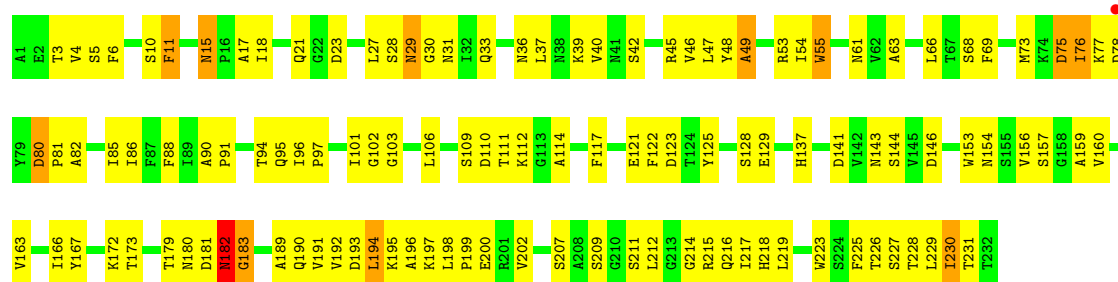 A1 E2 T3 V4 S5 F6 S10 F11 N15 P16 A17 I18 Q21 G22 D23 L27 S28 N29 G30 N31 I32 Q33 N36 L37 N38 K39 V40 N41 S42 R45 V46 L47 Y48 A49 R53 I54 W55 N61 V62 A63 L66 T67 S68 F69 M73 K74 D75 I76 K77 D78
Y79 D80 P81 A82 I85 I86 F87 F88 I89 A90 P91 T94 Q95 I96 P97 I101 G102 G103 L106 S109 D110 T111 K112 G113 A114 F117 E121 F122 D123 T124 Y125 S128 E129 H137 D141 V142 N143 S144 V145 D146 W153 N154 S155 V156 S157 G158 A159 V160
V163 I166 Y167 K172 T173 T179 N180 D181 N182 G183 A189 Q190 V191 V192 D193 L194 K195 A196 K197 L198 P199 E200 R201 V202 S207 A208 S209 G210 S211 L212 G213 G214 R215 Q216 I217 H218 L219 W223 S224 F225 T226 S227 T228 L229 I230 T231 T232